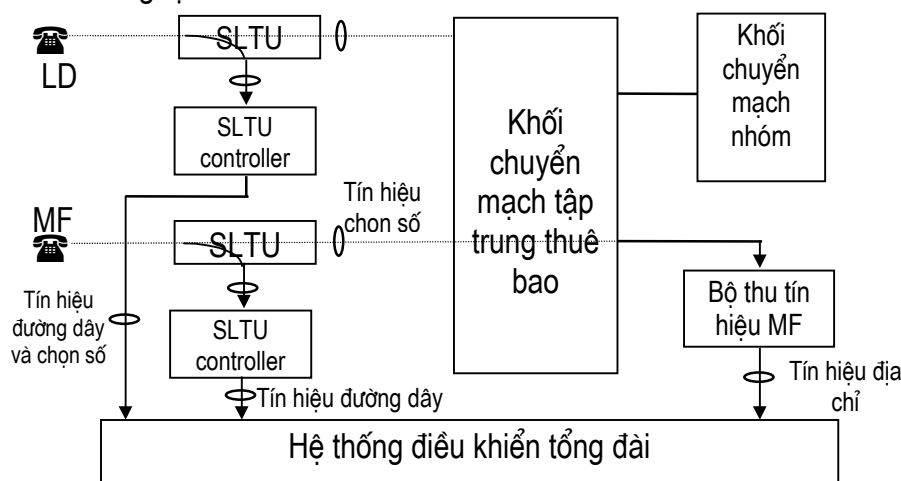 SLTU
LD
SLTU
controller
Khối
chuyển
mạch
nhóm
Khối
chuyển
mạch tập
trung thuê
bao
Tín hiệu
chon số
MF
SLTU
Tín hiệu
đường dây
và chọn số
SLTU
controller
Bộ thu tín
hiệu MF
Tín hiệu đường dây
Tín hiệu địa
chỉ
Hệ thống điều khiển tổng đài